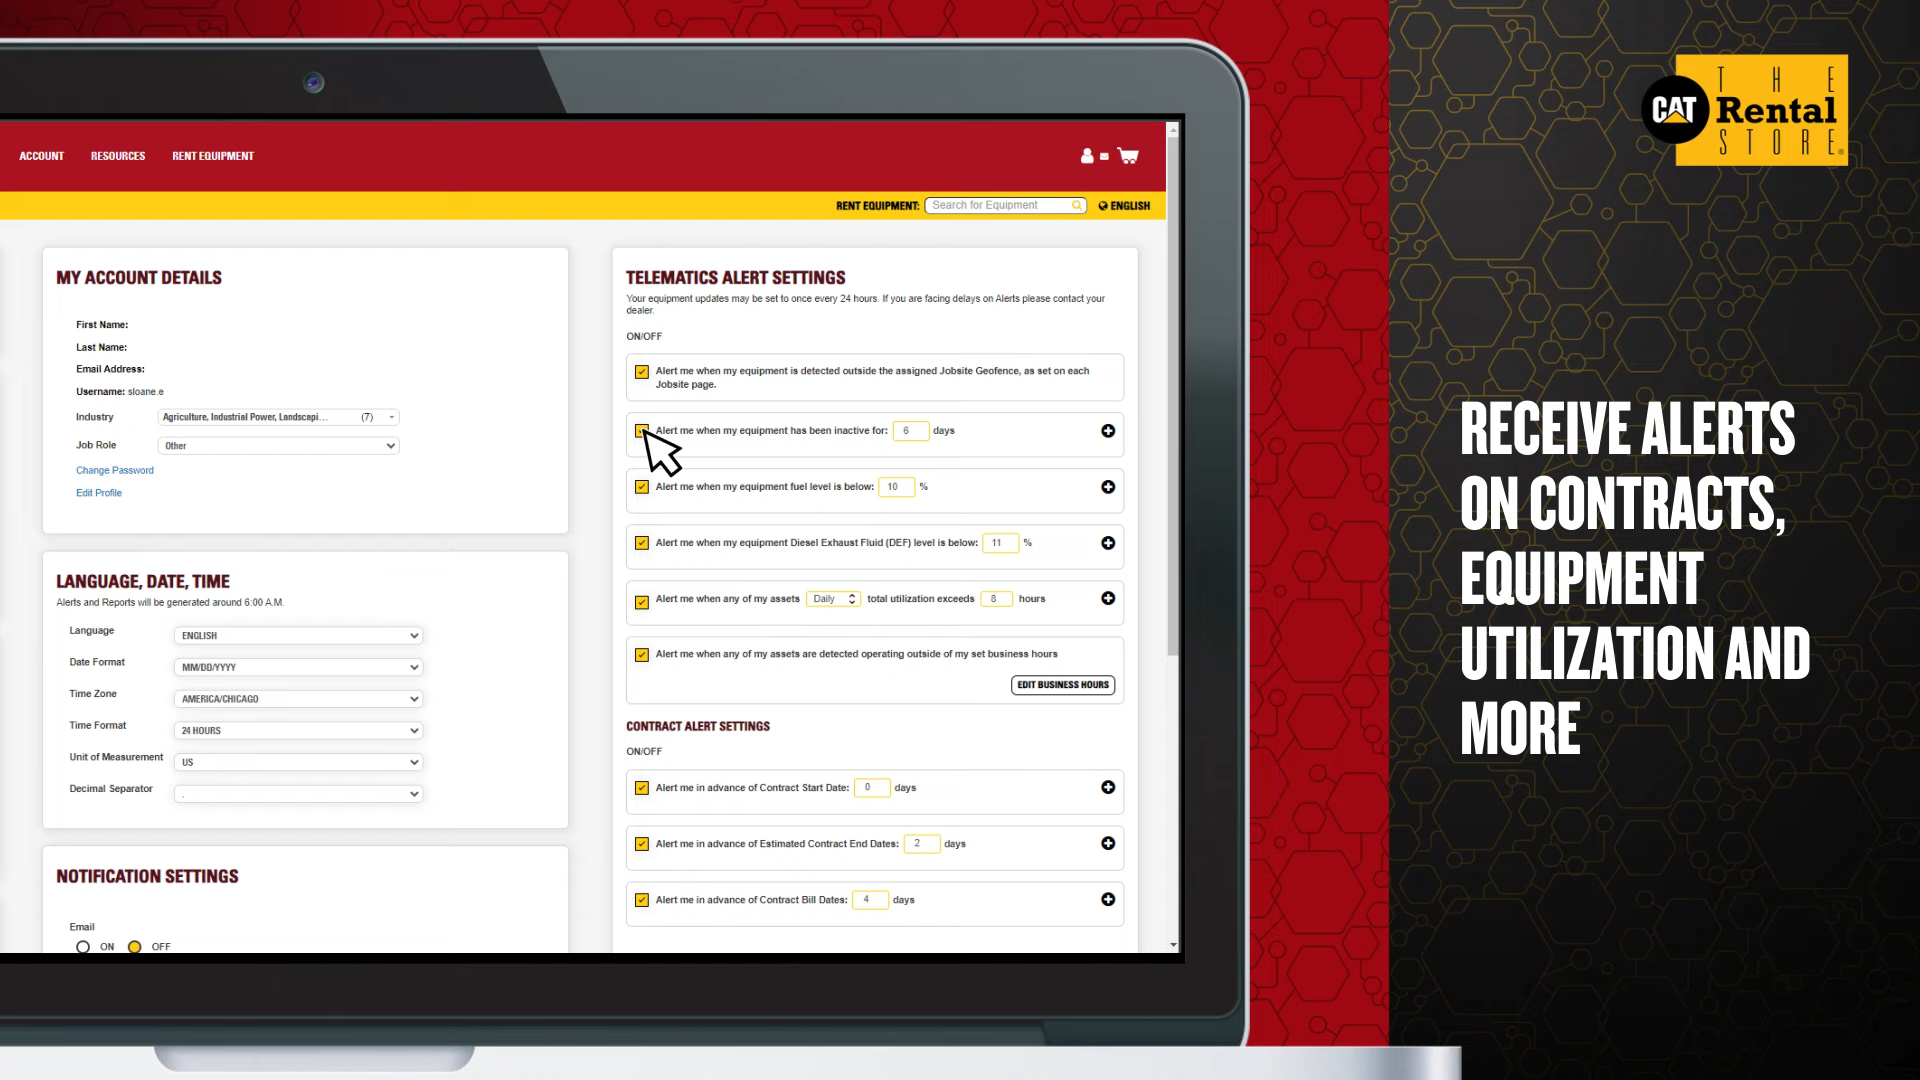 ACCOUNT RESOURCES RENT EQUIPMENT
RENT EQUIPMENT: Search for Equipment ENGLISH
MY ACCOUNT DETAILS
First Name:
Last Name:
Email Address:
Username: sloane.e
Industry Agriculture, Industrial Power, Landscapi... (7)
Job Role Other
Change Password
Edit Profile
LANGUAGE, DATE, TIME
Alerts and Reports will be generated around 6:00 A.M.
Language ENGLISH
Date Format MM/DD/YYYY
Time Zone AMERICA/CHICAGO
Time Format 24 HOURS
Unit of Measurement US
Decimal Separator .
NOTIFICATION SETTINGS
Email
ON OFF
TELEMATICS ALERT SETTINGS
Your equipment updates may be set to once every 24 hours. If you are facing delays on Alerts please contact your
dealer.
ON/OFF
Alert me when my equipment is detected outside the assigned Jobsite Geofence, as set on each
Jobsite page.
Alert me when my equipment has been inactive for: 6 days
Alert me when my equipment fuel level is below: 10 %
Alert me when my equipment Diesel Exhaust Fluid (DEF) level is below: 11 %
Alert me when any of my assets Daily total utilization exceeds 8 hours
Alert me when any of my assets are detected operating outside of my set business hours
EDIT BUSINESS HOURS
CONTRACT ALERT SETTINGS
ON/OFF
Alert me in advance of Contract Start Date: 0 days
Alert me in advance of Estimated Contract End Dates: 2 days
Alert me in advance of Contract Bill Dates: 4 days
THE
CAT Rental
STORE®
RECEIVE ALERTS
ON CONTRACTS,
EQUIPMENT
UTILIZATION AND
MORE